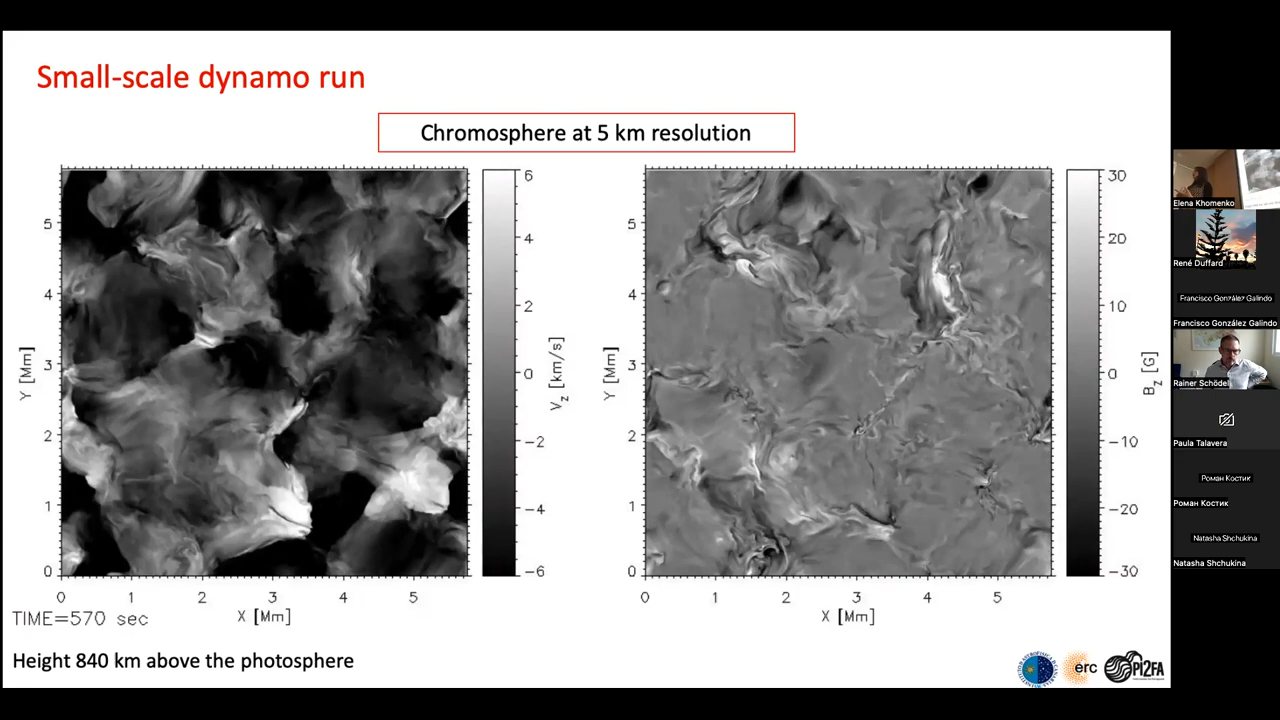 Small-scale dynamo run
Chromosphere at 5 km resolution
5
4
3
2
1
0
Y [Mm]
0
1
2
3
4
5
X [Mm]
6
4
2
0
−2
−4
−6
Vz [km/s]
TIME=570 sec
5
4
3
2
1
0
Y [Mm]
0
1
2
3
4
5
X [Mm]
30
20
10
0
−10
−20
−30
Bz [G]
Height 840 km above the photosphere
erc
PI2FA
Elena Khomenko
René Duffard
Francisco González Galindo
Francisco González Galindo
Rainer Schödel
Paula Talavera
Роман Костик
Роман Костик
Natasha Shchukina
Natasha Shchukina